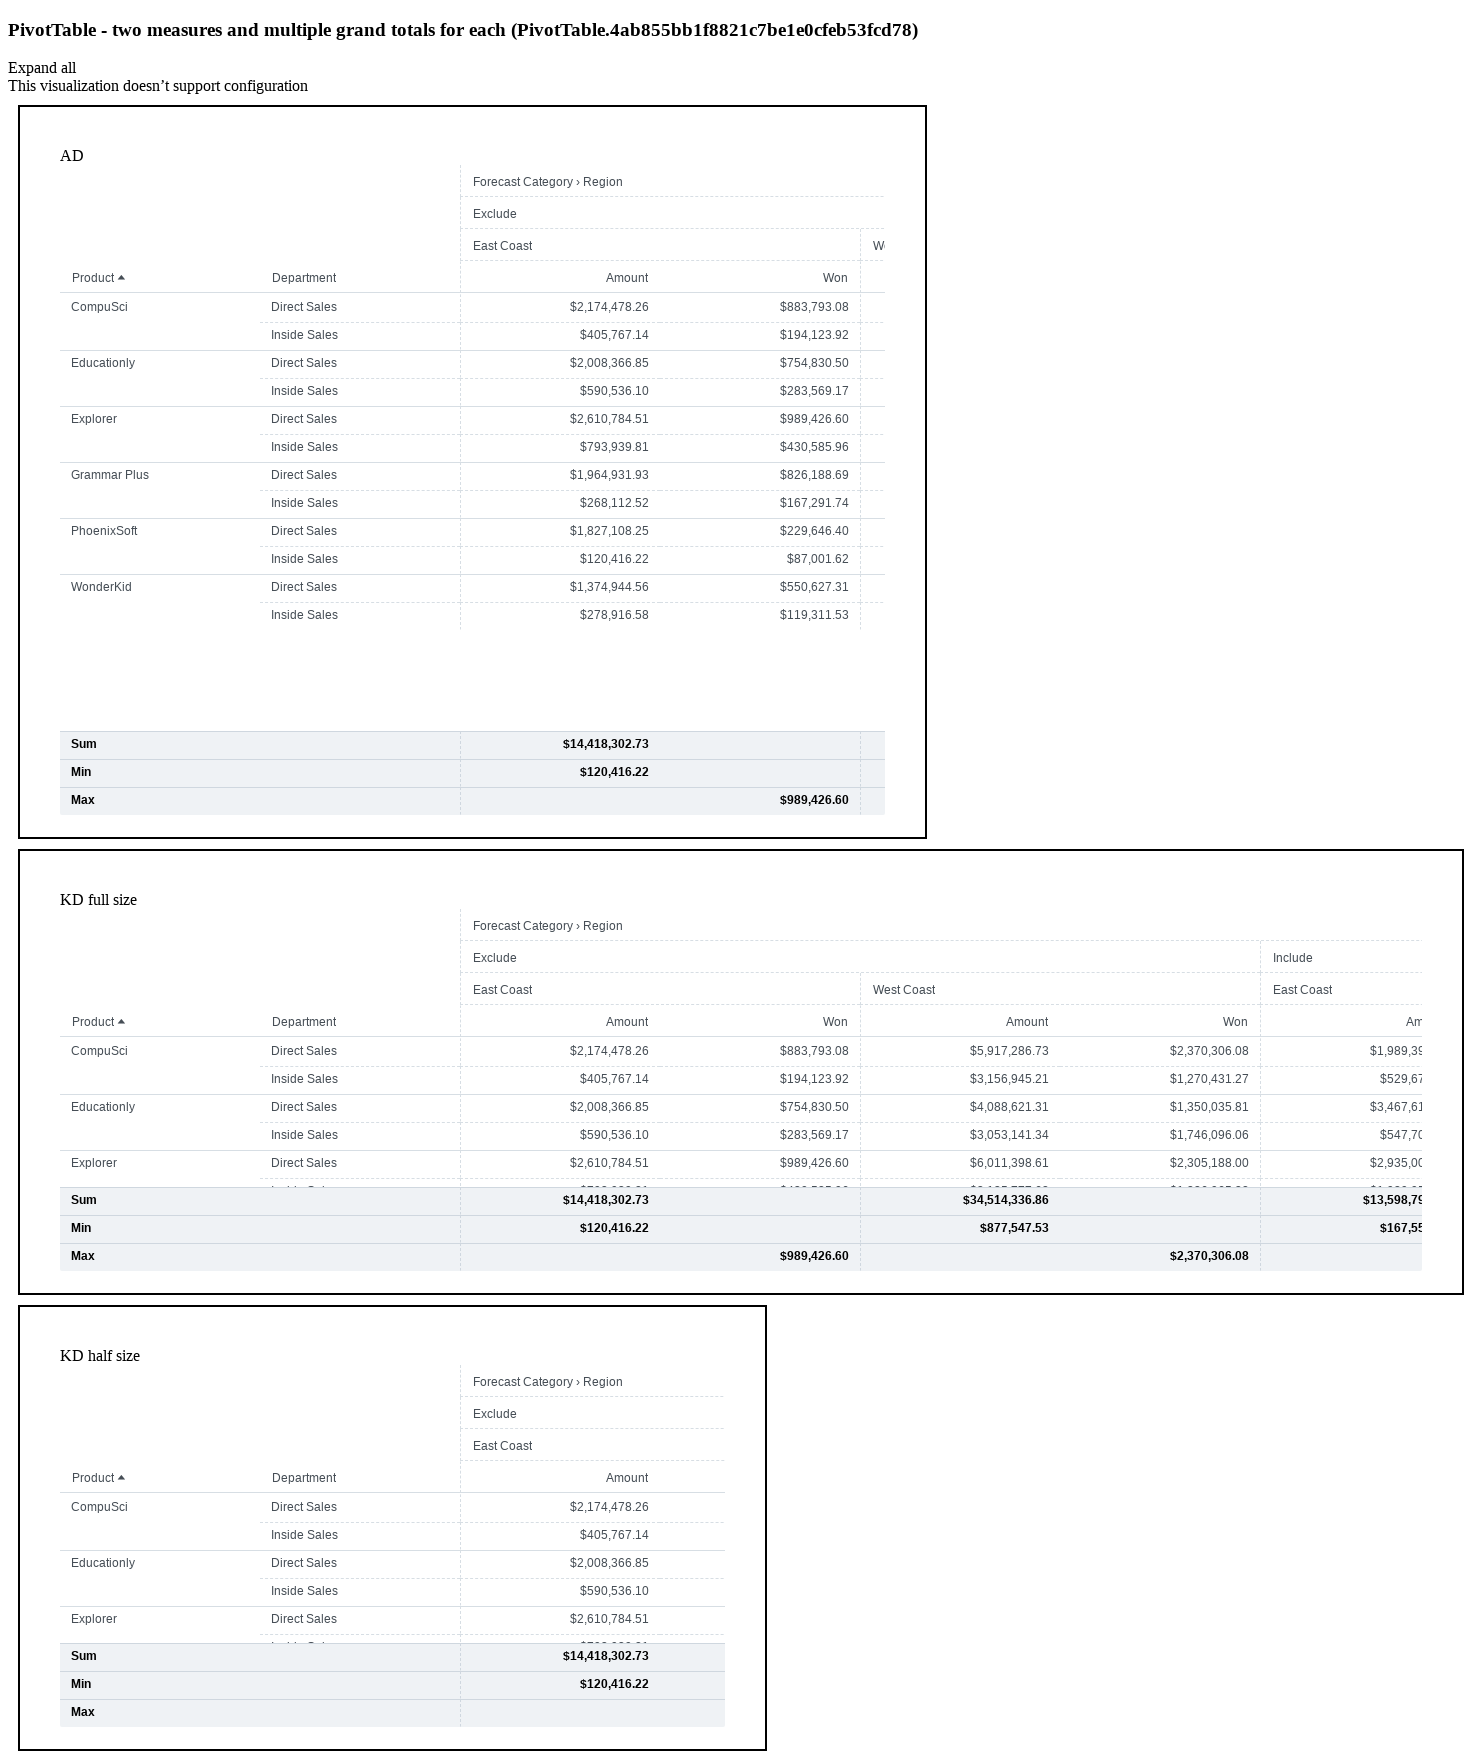 PivotTable - two measures and multiple grand totals for each (PivotTable.4ab855bb1f8821c7be1e0cfeb53fcd78)
Expand all
This visualization doesn’t support configuration
AD
Forecast Category › Region
Exclude
East Coast
Product Department Amount Won
CompuSci Direct Sales $2,174,478.26 $883,793.08
Inside Sales $405,767.14 $194,123.92
Educationly Direct Sales $2,008,366.85 $754,830.50
Inside Sales $590,536.10 $283,569.17
Explorer Direct Sales $2,610,784.51 $989,426.60
Inside Sales $793,939.81 $430,585.96
Grammar Plus Direct Sales $1,964,931.93 $826,188.69
Inside Sales $268,112.52 $167,291.74
PhoenixSoft Direct Sales $1,827,108.25 $229,646.40
Inside Sales $120,416.22 $87,001.62
WonderKid Direct Sales $1,374,944.56 $550,627.31
Inside Sales $278,916.58 $119,311.53
Sum $14,418,302.73
Min $120,416.22
Max $989,426.60
KD full size
Forecast Category › Region
Exclude Include
East Coast West Coast East Coast
Product Department Amount Won Amount Won Am
CompuSci Direct Sales $2,174,478.26 $883,793.08 $5,917,286.73 $2,370,306.08 $1,989,39
Inside Sales $405,767.14 $194,123.92 $3,156,945.21 $1,270,431.27 $529,67
Educationly Direct Sales $2,008,366.85 $754,830.50 $4,088,621.31 $1,350,035.81 $3,467,61
Inside Sales $590,536.10 $283,569.17 $3,053,141.34 $1,746,096.06 $547,70
Explorer Direct Sales $2,610,784.51 $989,426.60 $6,011,398.61 $2,305,188.00 $2,935,00
Sum $14,418,302.73 $34,514,336.86 $13,598,79
Min $120,416.22 $877,547.53 $167,55
Max $989,426.60 $2,370,306.08
KD half size
Forecast Category › Region
Exclude
East Coast
Product Department Amount
CompuSci Direct Sales $2,174,478.26
Inside Sales $405,767.14
Educationly Direct Sales $2,008,366.85
Inside Sales $590,536.10
Explorer Direct Sales $2,610,784.51
Sum $14,418,302.73
Min $120,416.22
Max